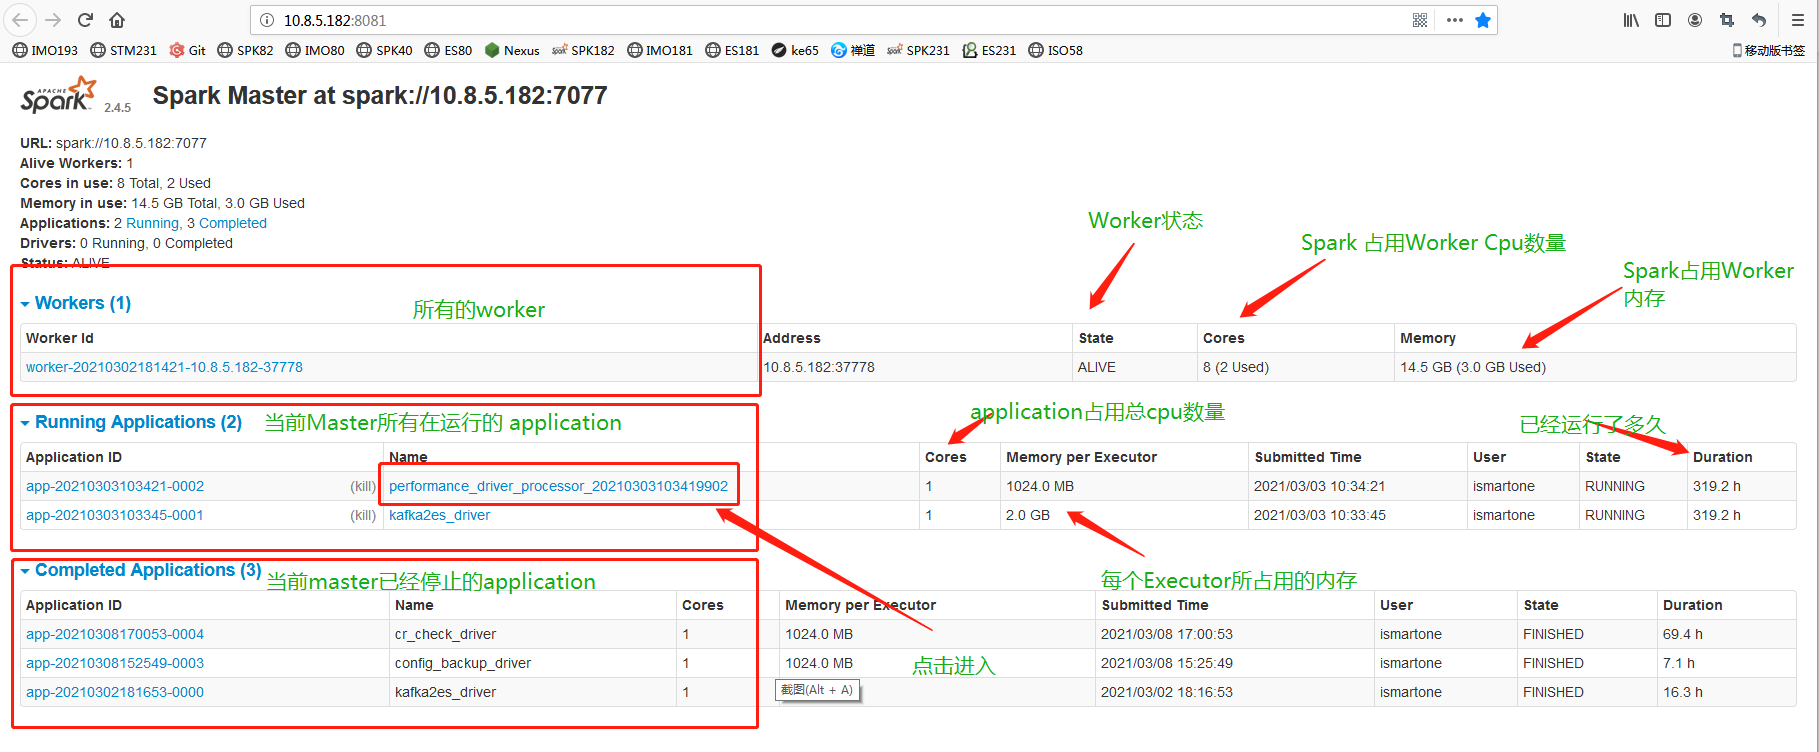 10.8.5.182:8081
IMO193 STM231 Git SPK82 IMO80 SPK40 ES80 Nexus SPK182 IMO181 ES181 ke65 禅道 SPK231 ES231 ISO58 移动版书签
APACHE Spark 2.4.5 Spark Master at spark://10.8.5.182:7077
URL: spark://10.8.5.182:7077
Alive Workers: 1
Cores in use: 8 Total, 2 Used
Memory in use: 14.5 GB Total, 3.0 GB Used
Applications: 2 Running, 3 Completed
Drivers: 0 Running, 0 Completed
Status: ALIVE
Worker状态
Spark 占用Worker Cpu数量
Spark占用Worker
内存
Workers (1) 所有的worker
Worker Id Address State Cores Memory
worker-20210302181421-10.8.5.182-37778 10.8.5.182:37778 ALIVE 8 (2 Used) 14.5 GB (3.0 GB Used)
Running Applications (2) 当前Master所有在运行的 application application占用总cpu数量 已经运行了多久
Application ID Name Cores Memory per Executor Submitted Time User State Duration
app-20210303103421-0002 (kill) performance_driver_processor_20210303103419902 1 1024.0 MB 2021/03/03 10:34:21 ismartone RUNNING 319.2 h
app-20210303103345-0001 (kill) kafka2es_driver 1 2.0 GB 2021/03/03 10:33:45 ismartone RUNNING 319.2 h
Completed Applications (3) 当前master已经停止的application 每个Executor所占用的内存
Application ID Name Cores Memory per Executor Submitted Time User State Duration
app-20210308170053-0004 cr_check_driver 1 1024.0 MB 2021/03/08 17:00:53 ismartone FINISHED 69.4 h
app-20210308152549-0003 config_backup_driver 1 1024.0 MB 点击进入 2021/03/08 15:25:49 ismartone FINISHED 7.1 h
app-20210302181653-0000 kafka2es_driver 1 截图(Alt + A) 2021/03/02 18:16:53 ismartone FINISHED 16.3 h